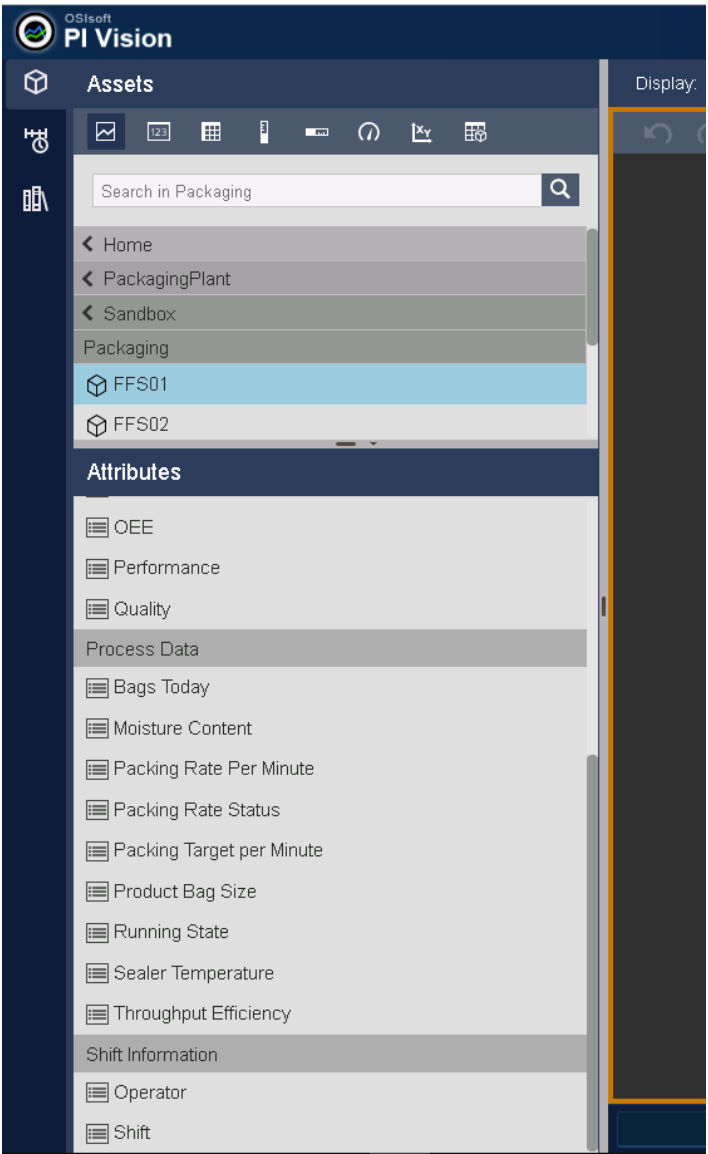 OSIsoft
PI Vision
Assets
Display:
123
XY
Search in Packaging
Home
PackagingPlant
Sandbox
Packaging
FFS01
FFS02
Attributes
OEE
Performance
Quality
Process Data
Bags Today
Moisture Content
Packing Rate Per Minute
Packing Rate Status
Packing Target per Minute
Product Bag Size
Running State
Sealer Temperature
Throughput Efficiency
Shift Information
Operator
Shift